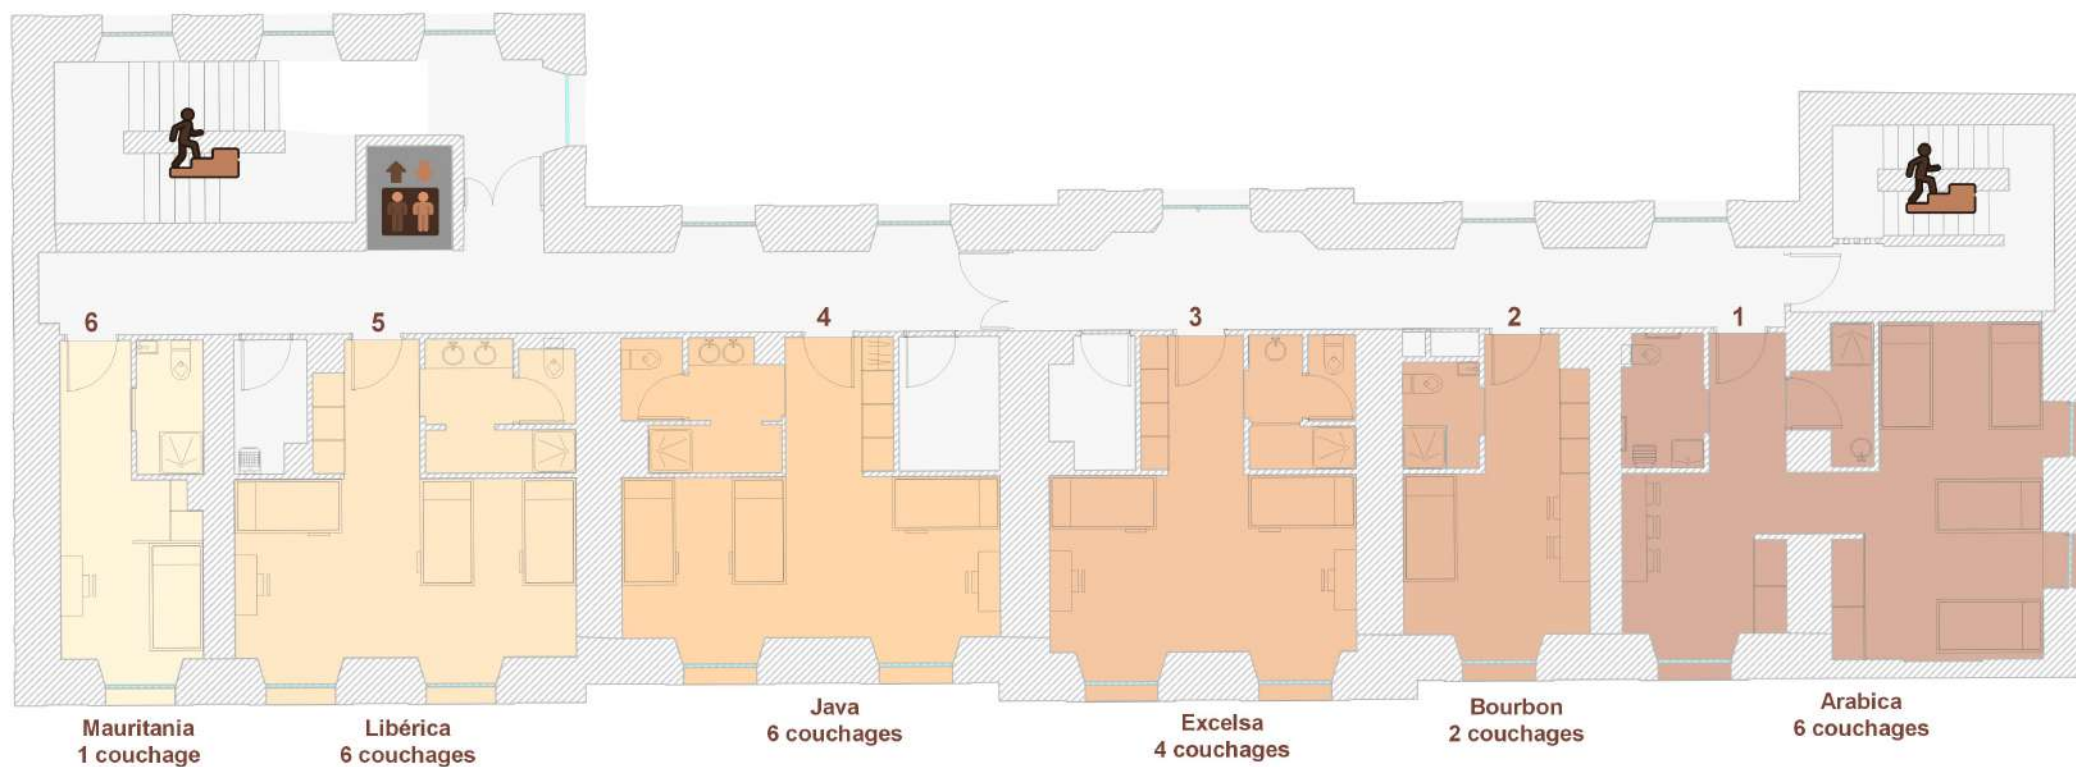 6
5
4
3
2
1
Mauritania
1 couchage
Libérica
6 couchages
Java
6 couchages
Excelsa
4 couchages
Bourbon
2 couchages
Arabica
6 couchages